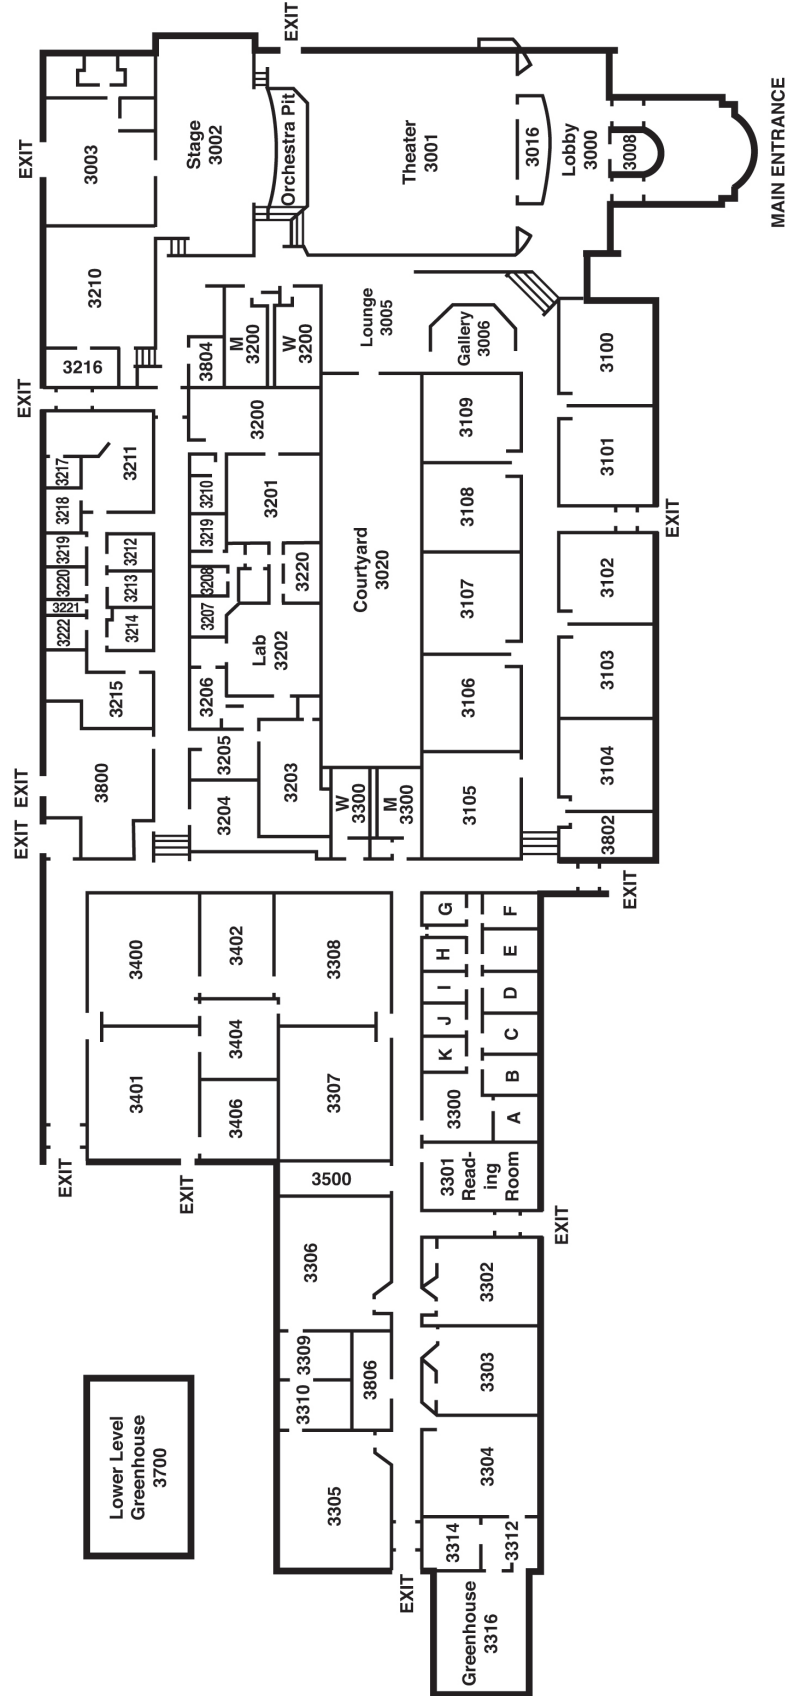 EXIT
EXIT
3003
Stage
3002
Orchestra Pit
Theater
3001
3016
Lobby
3000
3008
MAIN ENTRANCE
3210
3216
EXIT
3804
M
3200
W
3200
Lounge
3005
Gallery
3006
3100
3217
3211
3200
3109
3101
3218
3210
3201
3108
EXIT
3219
3212
3219
3220
3213
3208
3220
Courtyard
3020
3102
3221
3222
3214
3207
Lab
3202
3107
3103
3215
3206
3106
EXIT
3800
3205
3203
3104
EXIT
3204
W
3300
M
3300
3105
3802
EXIT
3400
3402
3308
G
F
H
E
I
D
J
C
K
B
3401
3404
3307
3406
3300
A
EXIT
EXIT
3500
3301
Read-
ing
Room
EXIT
3306
3302
3309
3310
3806
3303
Lower Level
Greenhouse
3700
3305
3304
3314
3312
EXIT
Greenhouse
3316